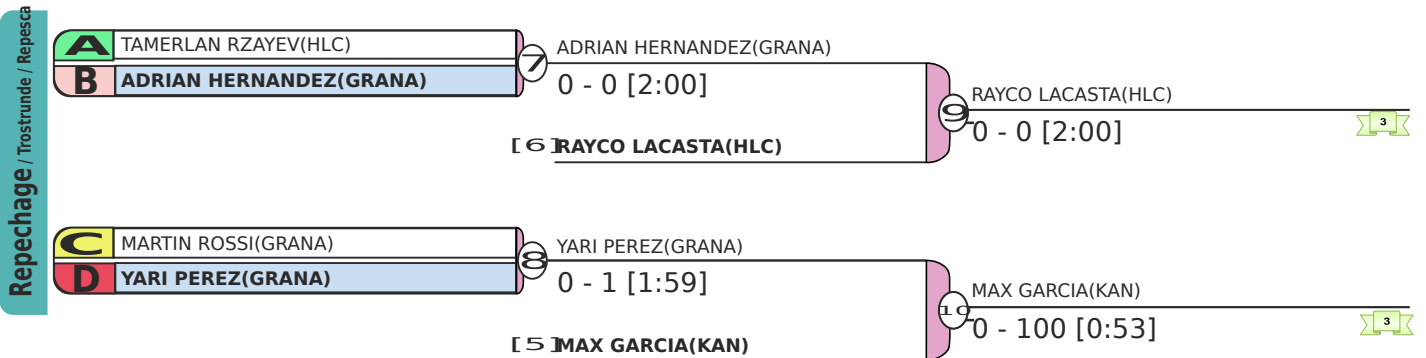 Repechage / Trostrunde / Repesca
A TAMERLAN RZAYEV(HLC)
B ADRIAN HERNANDEZ(GRANA)
7 ADRIAN HERNANDEZ(GRANA)
0 - 0 [2:00]
[6] RAYCO LACASTA(HLC)
9 RAYCO LACASTA(HLC)
0 - 0 [2:00]
3
C MARTIN ROSSI(GRANA)
D YARI PEREZ(GRANA)
8 YARI PEREZ(GRANA)
0 - 1 [1:59]
[5] MAX GARCIA(KAN)
10 MAX GARCIA(KAN)
0 - 100 [0:53]
3